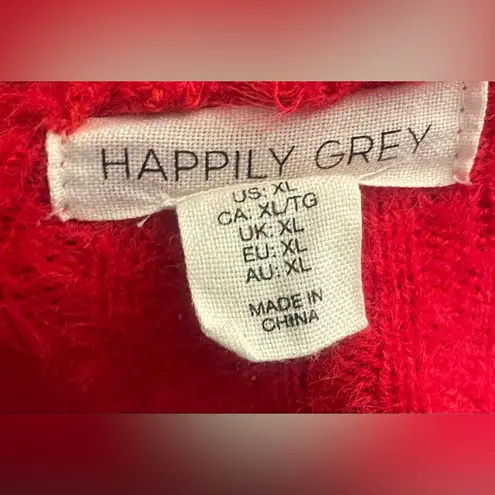 HAPPILY GREY
US: XL
CA: XL/TG
UK: XL
EU: XL
AU: XL
MADE IN
CHINA